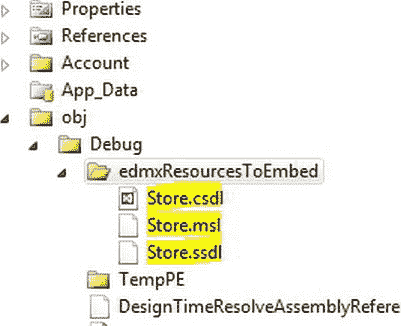 Properties
References
Account
App_Data
obj
Debug
edmxResourcesToEmbed
Store.csdl
Store.msl
Store.ssdl
TempPE
DesignTimeResolveAssemblyRefere